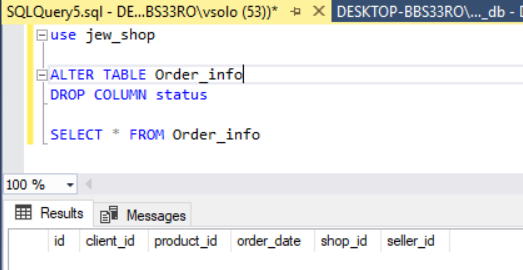 SQLQuery5.sql - DE...BS33RO\vsolo (53))* DESKTOP-BBS33RO\..._db - D
use jew_shop
ALTER TABLE Order_info
DROP COLUMN status
SELECT * FROM Order_info
100 %
Results Messages
id client_id product_id order_date shop_id seller_id